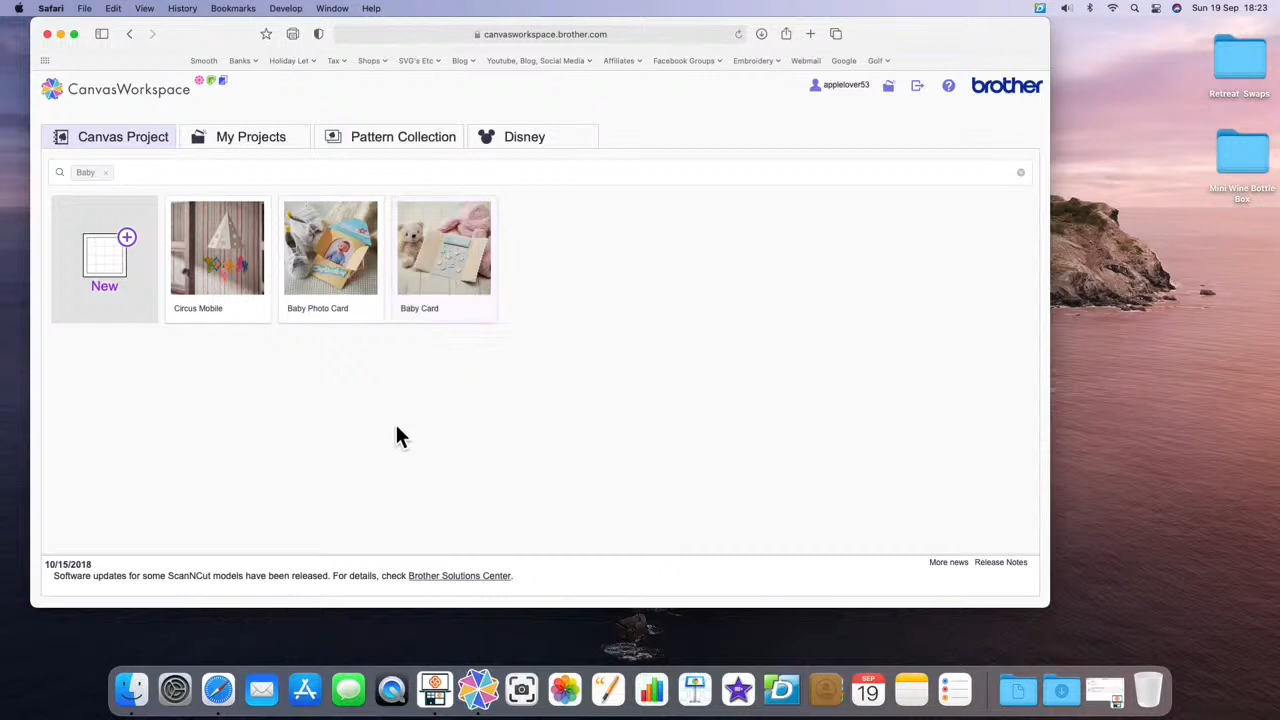 Safari File Edit View History Bookmarks Develop Window Help Sun 19 Sep 18:23
canvasworkspace.brother.com
Smooth Banks Holiday Let Tax Shops SVG's Etc Blog Youtube, Blog, Social Media Affiliates Facebook Groups Embroidery Webmail Google Golf
CanvasWorkspace applelover53 brother
Canvas Project My Projects Pattern Collection Disney
Baby
New
Circus Mobile Baby Photo Card Baby Card
10/15/2018 More news Release Notes
Software updates for some ScanNCut models have been released. For details, check Brother Solutions Center.
Retreat Swaps
Mini Wine Bottle
Box
SEP
19